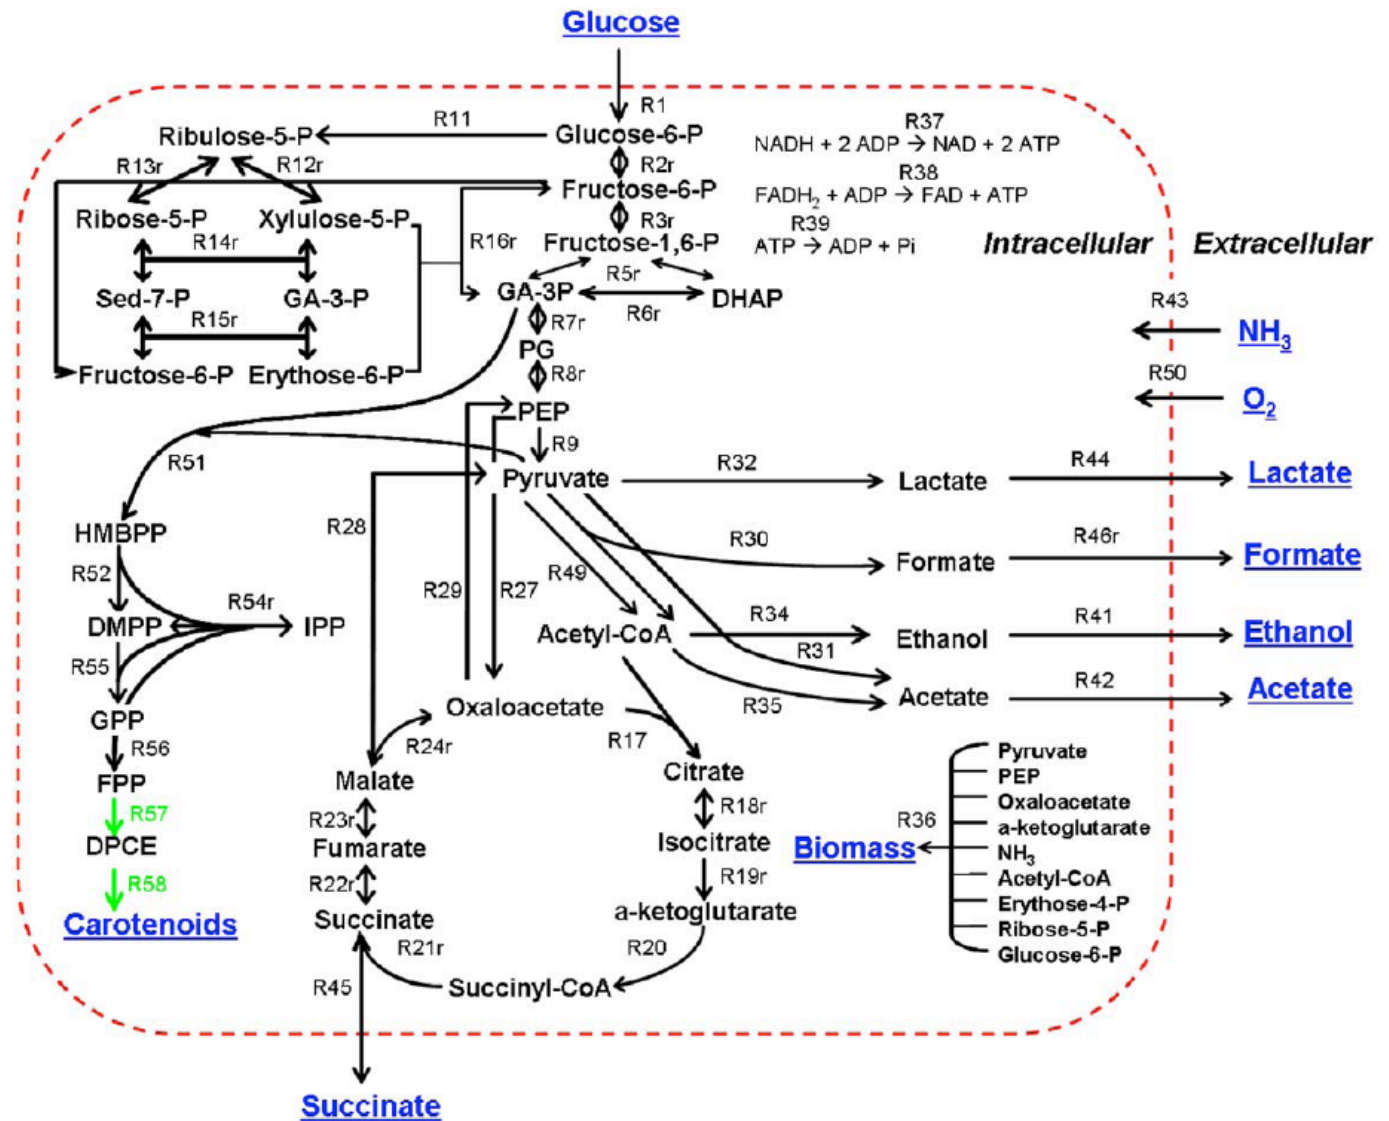 Glucose
R1
R11
Ribulose-5-P
Glucose-6-P
R37
NADH + 2 ADP → NAD + 2 ATP
R13r
R12r
R2r
R38
Fructose-6-P
FADH₂ + ADP → FAD + ATP
Ribose-5-P
Xylulose-5-P
R3r
R39
R16r
Fructose-1,6-P
ATP → ADP + Pi
Intracellular
Extracellular
R14r
R5r
Sed-7-P
GA-3-P
GA-3P
DHAP
R6r
R43
R15r
R7r
NH₃
PG
Fructose-6-P
Erythose-6-P
R8r
R50
PEP
O₂
R9
R51
Pyruvate
R32
Lactate
R44
Lactate
R28
HMBPP
R30
Formate
R46r
Formate
R52
R29
R27
R49
R54r
DMPP
IPP
Acetyl-CoA
R34
Ethanol
R41
Ethanol
R55
R31
Acetate
R42
Acetate
GPP
Oxaloacetate
R35
R56
R24r
R17
FPP
Malate
Citrate
Pyruvate
PEP
R57
R23r
R18r
Oxaloacetate
R36
a-ketoglutarate
DPCE
Fumarate
Isocitrate
Biomass
NH₃
R58
R22r
R19r
Acetyl-CoA
Erythose-4-P
Carotenoids
Succinate
a-ketoglutarate
Ribose-5-P
R21r
R20
Glucose-6-P
R45
Succinyl-CoA
Succinate